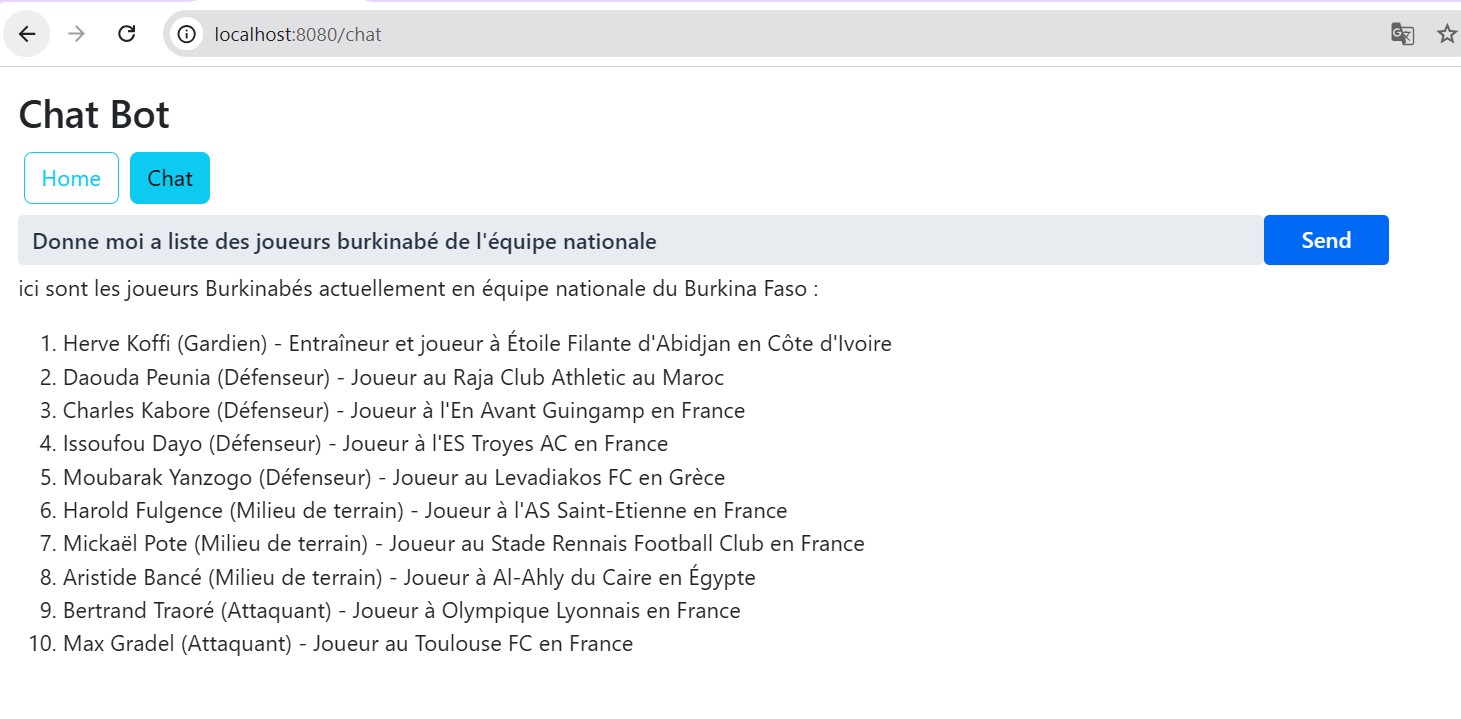 localhost:8080/chat
Chat Bot
Home Chat
Donne moi a liste des joueurs burkinabé de l'équipe nationale Send
ici sont les joueurs Burkinabés actuellement en équipe nationale du Burkina Faso :
1. Herve Koffi (Gardien) - Entraîneur et joueur à Étoile Filante d'Abidjan en Côte d'Ivoire
2. Daouda Peunia (Défenseur) - Joueur au Raja Club Athletic au Maroc
3. Charles Kabore (Défenseur) - Joueur à l'En Avant Guingamp en France
4. Issoufou Dayo (Défenseur) - Joueur à l'ES Troyes AC en France
5. Moubarak Yanzogo (Défenseur) - Joueur au Levadiakos FC en Grèce
6. Harold Fulgence (Milieu de terrain) - Joueur à l'AS Saint-Etienne en France
7. Mickaël Pote (Milieu de terrain) - Joueur au Stade Rennais Football Club en France
8. Aristide Bancé (Milieu de terrain) - Joueur à Al-Ahly du Caire en Égypte
9. Bertrand Traoré (Attaquant) - Joueur à Olympique Lyonnais en France
10. Max Gradel (Attaquant) - Joueur au Toulouse FC en France